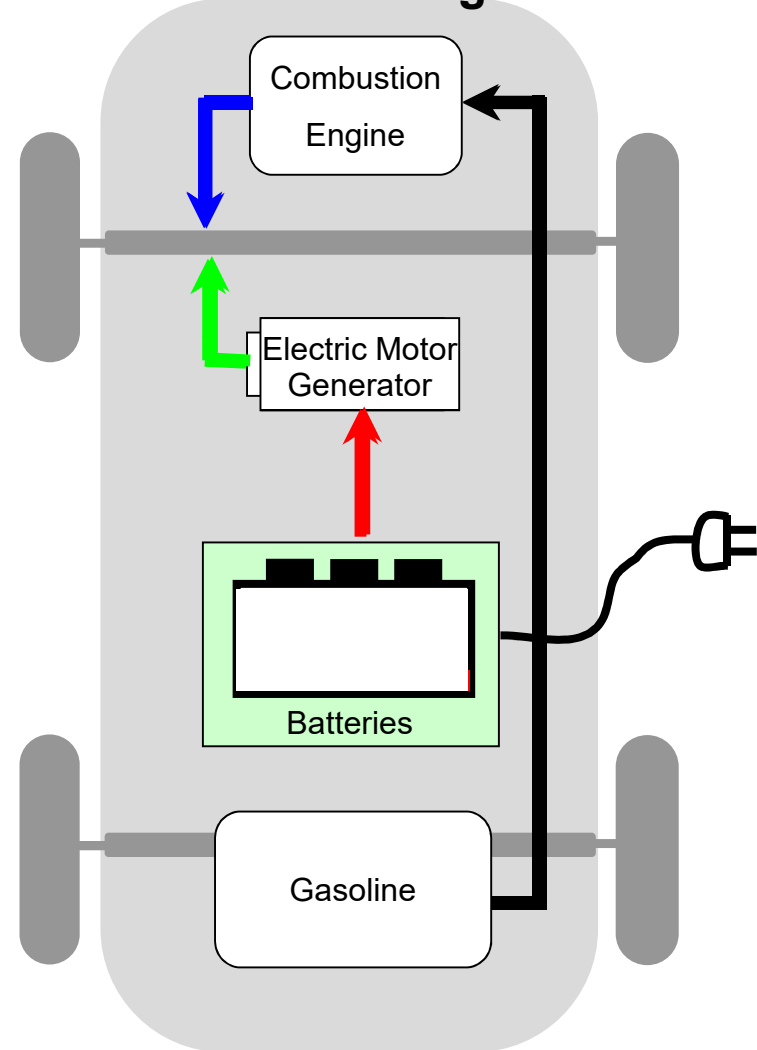 Combustion
Engine
Electric Motor
Generator
Batteries
Gasoline